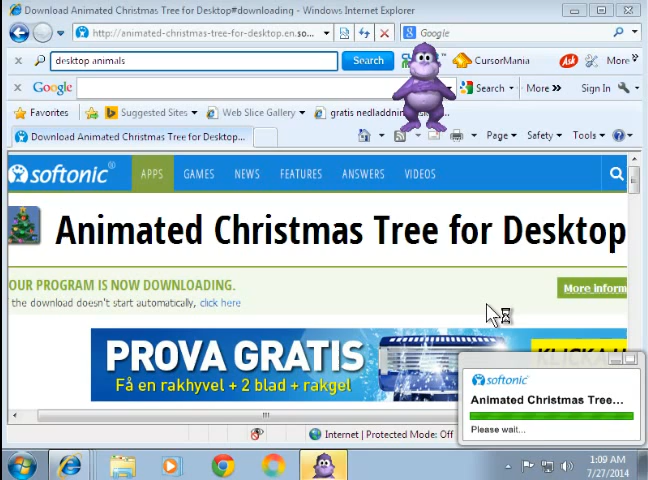 Download Animated Christmas Tree for Desktop#downloading - Windows Internet Explorer
http://animated-christmas-tree-for-desktop.en.so...
Google
desktop animals
Search
CursorMania
Ask
More
Google
Search
More »
Sign In
Favorites
Suggested Sites
Web Slice Gallery
gratis nedladdnin
Download Animated Christmas Tree for Desktop...
Page
Safety
Tools
softonic
APPS
GAMES
NEWS
FEATURES
ANSWERS
VIDEOS
Animated Christmas Tree for Desktop
OUR PROGRAM IS NOW DOWNLOADING.
the download doesn't start automatically, click here
More inform
PROVA GRATIS
Få en rakhyvel + 2 blad + rakgel
softonic
Animated Christmas Tree...
Please wait...
Internet | Protected Mode: Off
1:09 AM
7/27/2014